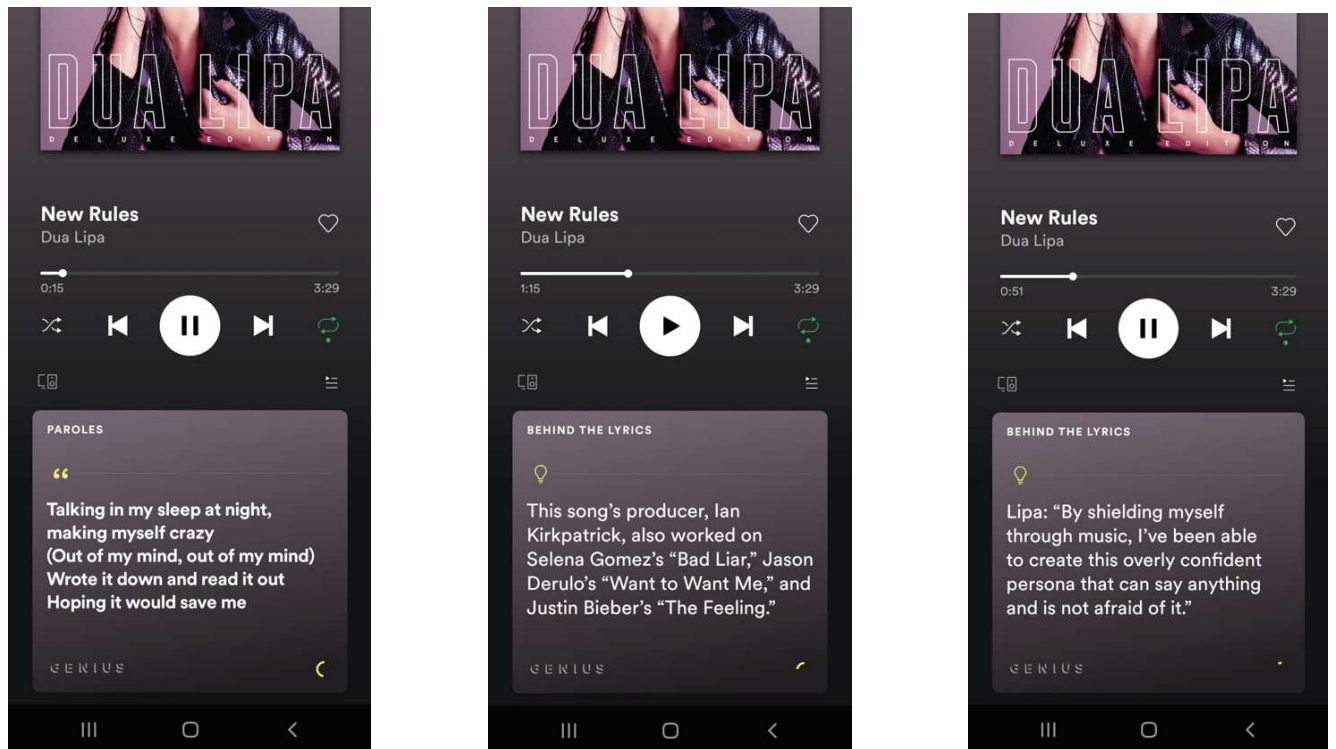 DUA LIPA
DELUXE EDITION
New Rules
Dua Lipa
0:15 3:29
PAROLES
“
Talking in my sleep at night,
making myself crazy
(Out of my mind, out of my mind)
Wrote it down and read it out
Hoping it would save me
GENIUS
DUA LIPA
DELUXE EDITION
New Rules
Dua Lipa
1:15 3:29
BEHIND THE LYRICS
This song’s producer, Ian
Kirkpatrick, also worked on
Selena Gomez’s “Bad Liar,” Jason
Derulo’s “Want to Want Me,” and
Justin Bieber’s “The Feeling.”
GENIUS
DUA LIPA
DELUXE EDITION
New Rules
Dua Lipa
0:51 3:29
BEHIND THE LYRICS
Lipa: “By shielding myself
through music, I’ve been able
to create this overly confident
persona that can say anything
and is not afraid of it.”
GENIUS